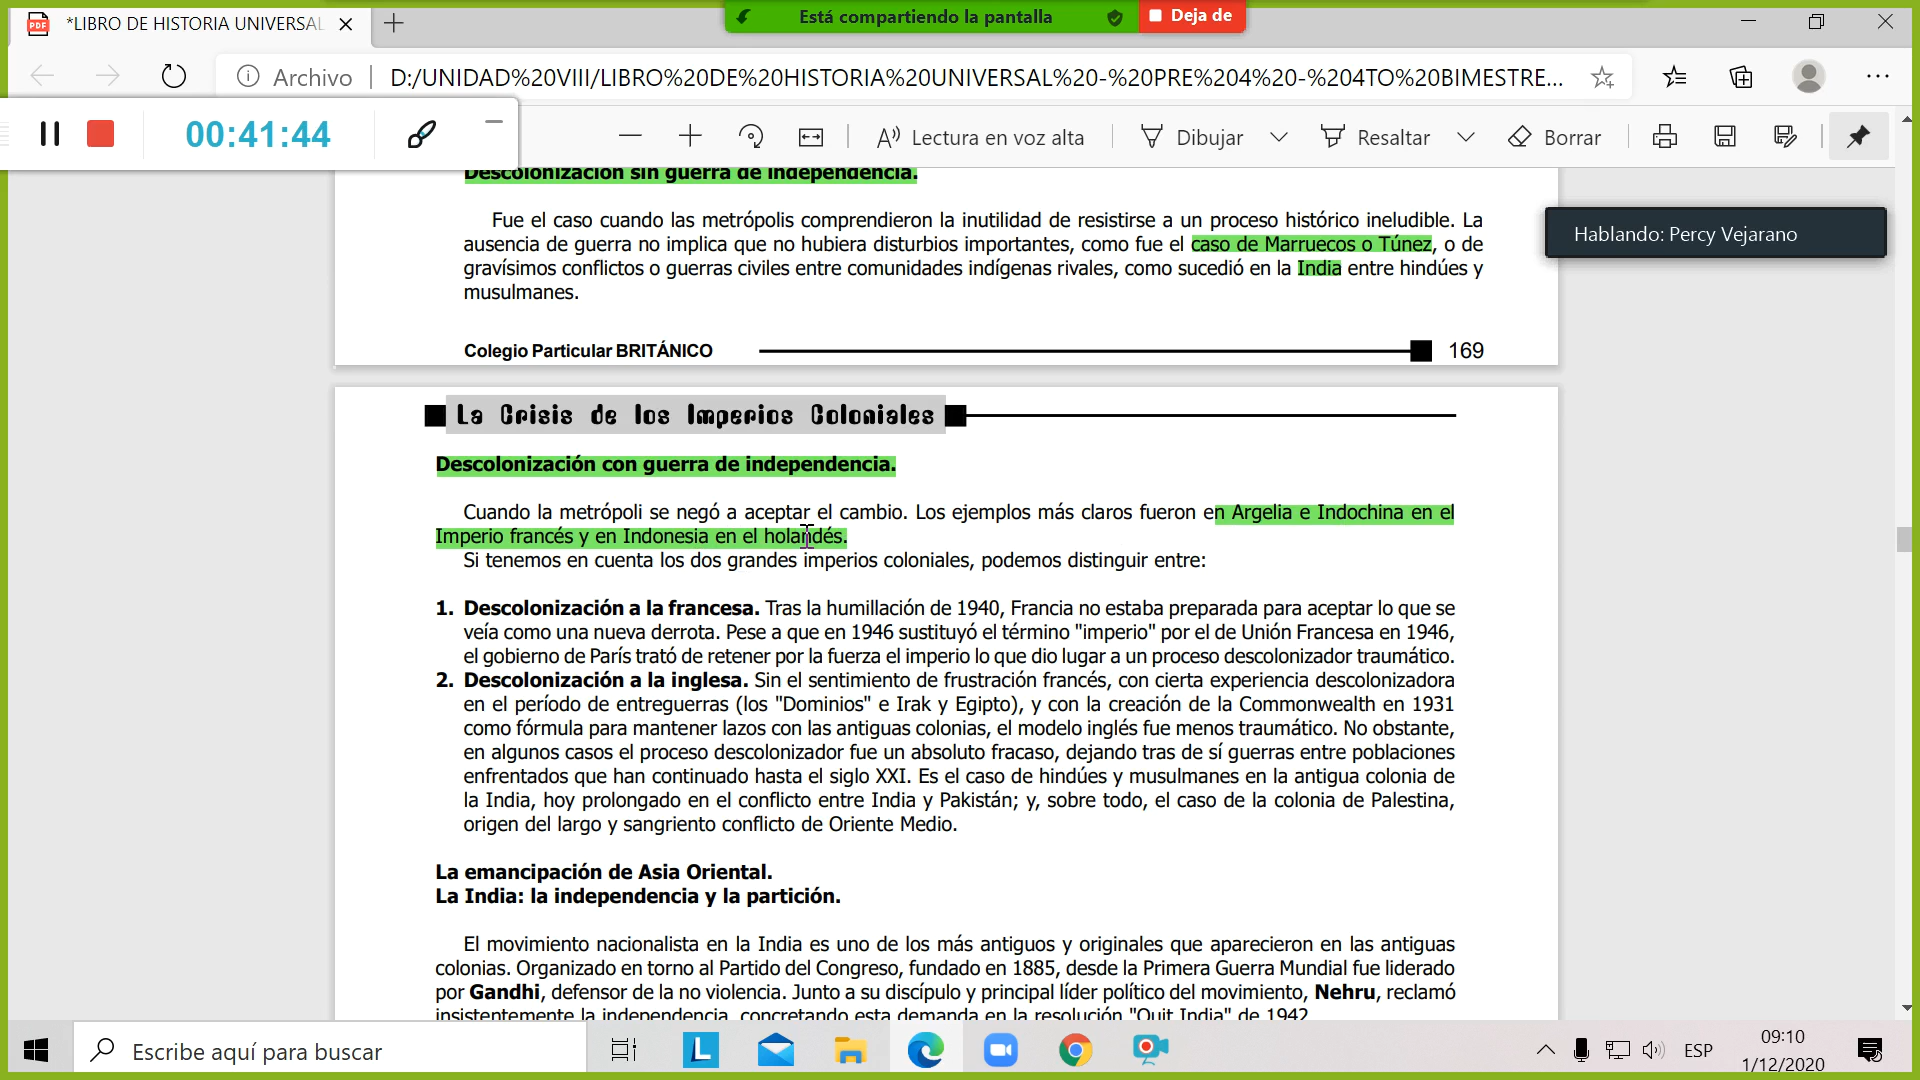 *LIBRO DE HISTORIA UNIVERSAL
Está compartiendo la pantalla
Deja de
Archivo
D:/UNIDAD%20VIII/LIBRO%20DE%20HISTORIA%20UNIVERSAL%20-%20PRE%204%20-%204TO%20BIMESTRE...
00:41:44
Lectura en voz alta
Dibujar
Resaltar
Borrar
Hablando: Percy Vejarano
Descolonización sin guerra de independencia.
Fue el caso cuando las metrópolis comprendieron la inutilidad de resistirse a un proceso histórico ineludible. La
ausencia de guerra no implica que no hubiera disturbios importantes, como fue el caso de Marruecos o Túnez, o de
gravísimos conflictos o guerras civiles entre comunidades indígenas rivales, como sucedió en la India entre hindúes y
musulmanes.
Colegio Particular BRITÁNICO
169
La Crisis de los Imperios Coloniales
Descolonización con guerra de independencia.
Cuando la metrópoli se negó a aceptar el cambio. Los ejemplos más claros fueron en Argelia e Indochina en el
Imperio francés y en Indonesia en el holandés.
Si tenemos en cuenta los dos grandes imperios coloniales, podemos distinguir entre:
1. Descolonización a la francesa. Tras la humillación de 1940, Francia no estaba preparada para aceptar lo que se
veía como una nueva derrota. Pese a que en 1946 sustituyó el término "imperio" por el de Unión Francesa en 1946,
el gobierno de París trató de retener por la fuerza el imperio lo que dio lugar a un proceso descolonizador traumático.
2. Descolonización a la inglesa. Sin el sentimiento de frustración francés, con cierta experiencia descolonizadora
en el período de entreguerras (los "Dominios" e Irak y Egipto), y con la creación de la Commonwealth en 1931
como fórmula para mantener lazos con las antiguas colonias, el modelo inglés fue menos traumático. No obstante,
en algunos casos el proceso descolonizador fue un absoluto fracaso, dejando tras de sí guerras entre poblaciones
enfrentados que han continuado hasta el siglo XXI. Es el caso de hindúes y musulmanes en la antigua colonia de
la India, hoy prolongado en el conflicto entre India y Pakistán; y, sobre todo, el caso de la colonia de Palestina,
origen del largo y sangriento conflicto de Oriente Medio.
La emancipación de Asia Oriental.
La India: la independencia y la partición.
El movimiento nacionalista en la India es uno de los más antiguos y originales que aparecieron en las antiguas
colonias. Organizado en torno al Partido del Congreso, fundado en 1885, desde la Primera Guerra Mundial fue liderado
por Gandhi, defensor de la no violencia. Junto a su discípulo y principal líder político del movimiento, Nehru, reclamó
insistentemente la independencia, concretando esta demanda en la resolución "Quit India" de 1942
Escribe aquí para buscar
ESP
09:10
1/12/2020